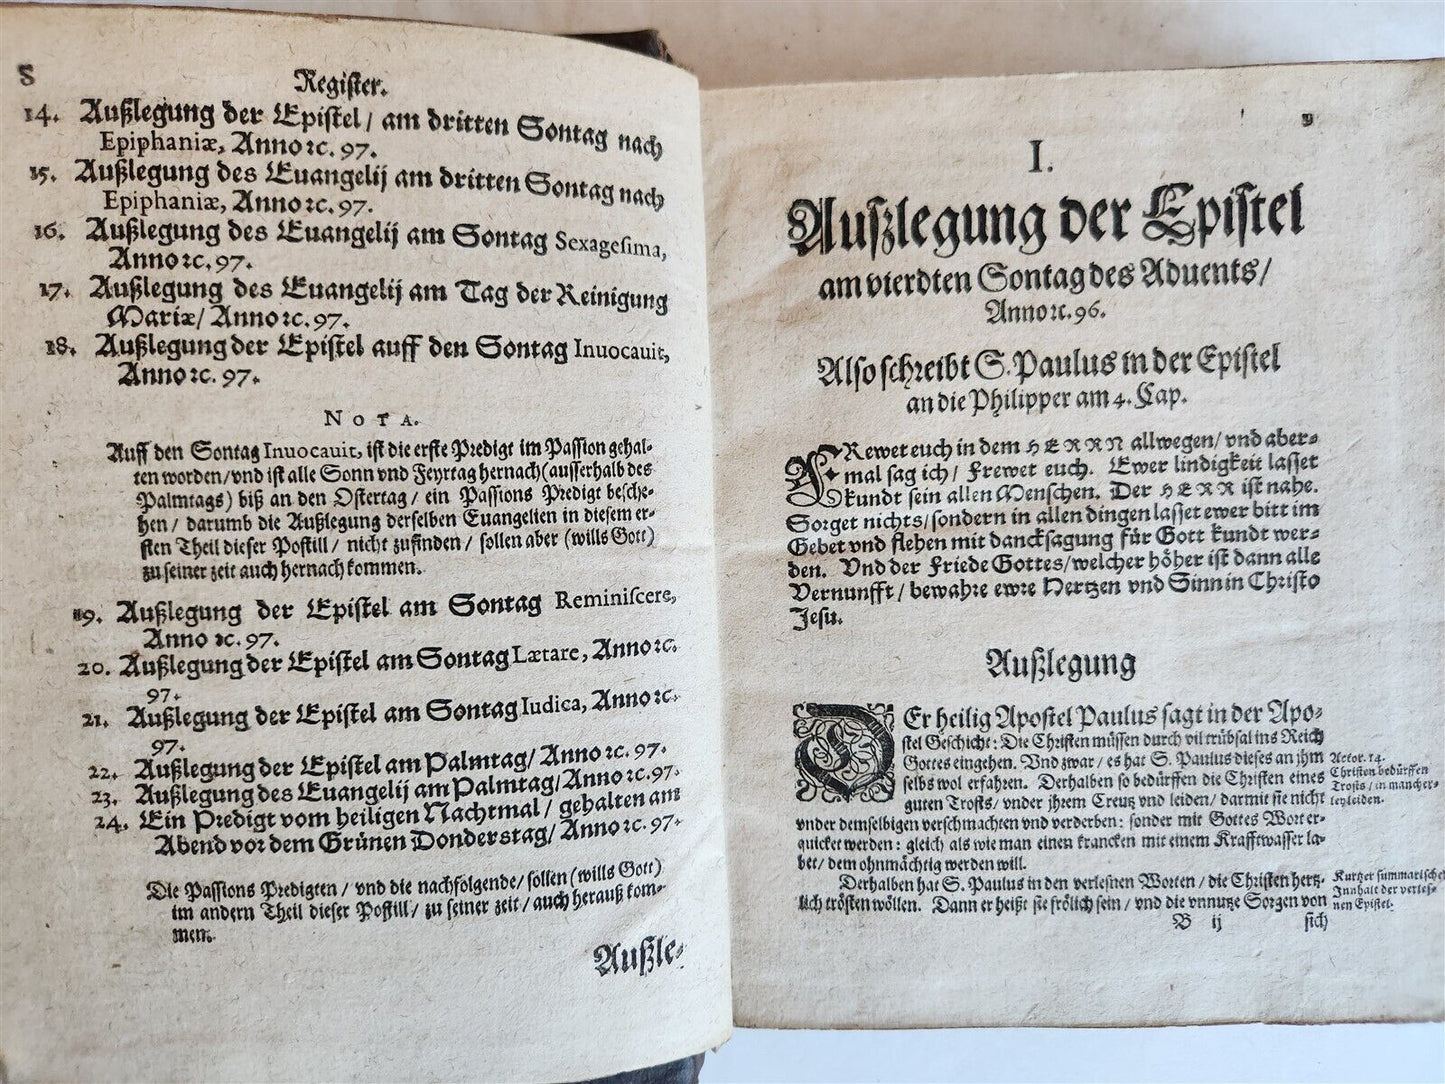 8
Register.
14. Außlegung der Epistel / am dritten Sontag nach
Epiphaniæ, Anno ꝛc. 97.
15. Außlegung des Euangelij am dritten Sontag nach
Epiphaniæ, Anno ꝛc. 97.
16. Außlegung des Euangelij am Sontag Sexagesima,
Anno ꝛc. 97.
17. Außlegung des Euangelij am Tag der Reinigung
Mariæ / Anno ꝛc. 97.
18. Außlegung der Epistel auff den Sontag Inuocauit,
Anno ꝛc. 97.
NOTA.
Auff den Sontag Inuocauit, ist die erste Predigt im Passion gehal-
ten worden / vnd ist alle Sonn vnd Feyrtag hernach (ausserhalb des
Palmtags) biß an den Ostertag / ein Passions Predigt besche-
hen / darumb die Außlegung derselben Euangelien in diesem er-
sten Theil dieser Postill / nicht zufinden / sollen aber (wills Gott)
zu seiner zeit auch hernach kommen.
19. Außlegung der Epistel am Sontag Reminiscere,
Anno ꝛc. 97.
20. Außlegung der Epistel am Sontag Lætare, Anno ꝛc.
97.
21. Außlegung der Epistel am Sontag Iudica, Anno ꝛc.
97.
22. Außlegung der Epistel am Palmtag / Anno ꝛc. 97.
23. Außlegung des Euangelij am Palmtag / Anno ꝛc. 97.
24. Ein Predigt vom heiligen Nachtmal / gehalten am
Abend vor dem Grünen Donderstag / Anno ꝛc. 97.
Die Passions Predigten / vnd die nachfolgende / sollen (wills Gott)
im andern Theil dieser Postill / zu seiner zeit / auch herauß kom-
men.
Außle-
9
I.
Auszlegung der Epistel
am vierdten Sontag des Aduents /
Anno ꝛc. 96.
Also schreibt S. Paulus in der Epistel
an die Philipper am 4. Cap.
FRewet euch in dem HERRN allwegen / vnd aber-
mal sag ich / Frewet euch. Ewer lindigkeit lasset
kundt sein allen Menschen. Der HERR ist nahe.
Sorget nichts / sondern in allen dingen lasset ewer bitt im
Gebet vnd flehen mit dancksagung für Gott kundt wer-
den. Vnd der Friede Gottes / welcher höher ist dann alle
Vernunfft / bewahre ewre Hertzen vnd Sinn in Christo
Jesu.
Außlegung
DEr heilig Apostel Paulus sagt in der Apo-
stel Geschicht: Die Christen müssen durch vil trübsal ins Reich
Gottes eingehen. Vnd zwar / es hat S. Paulus dieses an jhm
selbs wol erfahren. Derhalben so bedürffen die Christen eines
guten Trosts / vnder jhrem Creutz vnd leiden / darmit sie nicht
vnder demselbigen verschmachten vnd verderben: sonder mit Gottes Wort er-
quicket werden: gleich als wie man einen krancken mit einem Krafftwasser la-
bet / dem ohnmächtig werden will.
Derhalben hat S. Paulus in den verlesnen Worten / die Christen hertz-
lich trösten wöllen. Dann er heißt sie frölich sein / vnd die vnnutze Sorgen von
B ij sich
Actor. 14.
Christen bedürffen
Trosts / in mancher-
ley leiden.
Kurtzer summarischer
Innhalt der verles-
nen Epistel.